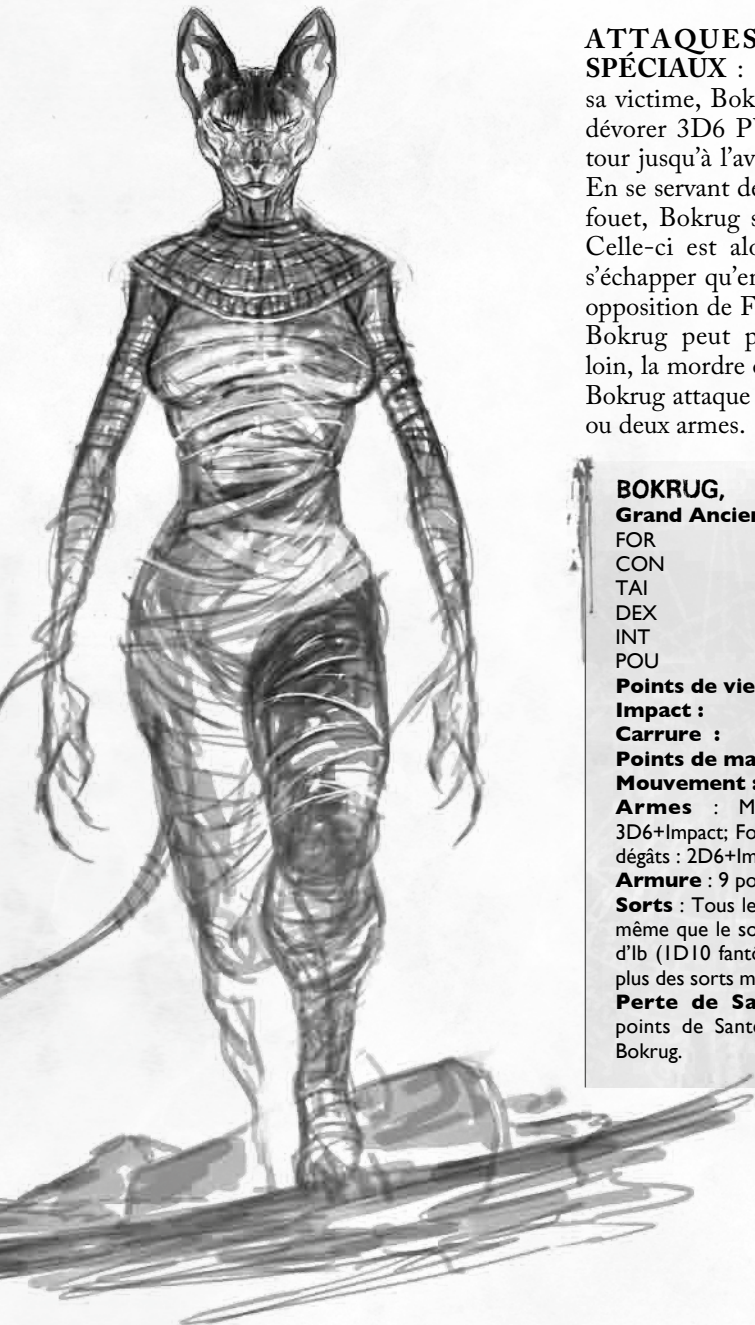 ATTAQUES
SPÉCIAUX :
sa victime, Bok
dévorer 3D6 P
tour jusqu’à l’av
En se servant de
fouet, Bokrug s
Celle-ci est alo
s’échapper qu’en
opposition de F
Bokrug peut p
loin, la mordre
Bokrug attaque
ou deux armes.
BOKRUG,
Grand Ancien
FOR
CON
TAI
DEX
INT
POU
Points de vie
Impact :
Carrure :
Points de ma
Mouvement :
Armes : M
3D6+Impact; Fo
dégâts : 2D6+Im
Armure : 9 po
Sorts : Tous le
même que le so
d'Ib (1D10 fantô
plus des sorts m
Perte de Sa
points de Sant
Bokrug.